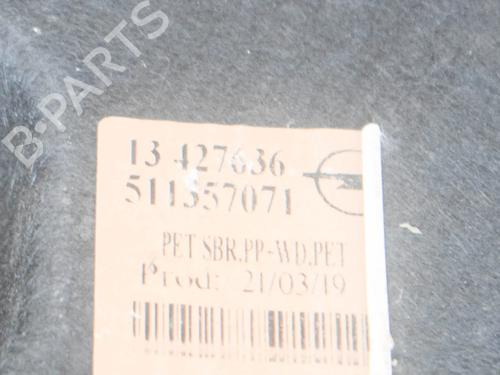 B-PARTS
13 427636
511357071
PET SBR.PP-WD.PET
Prod: 21/03/19